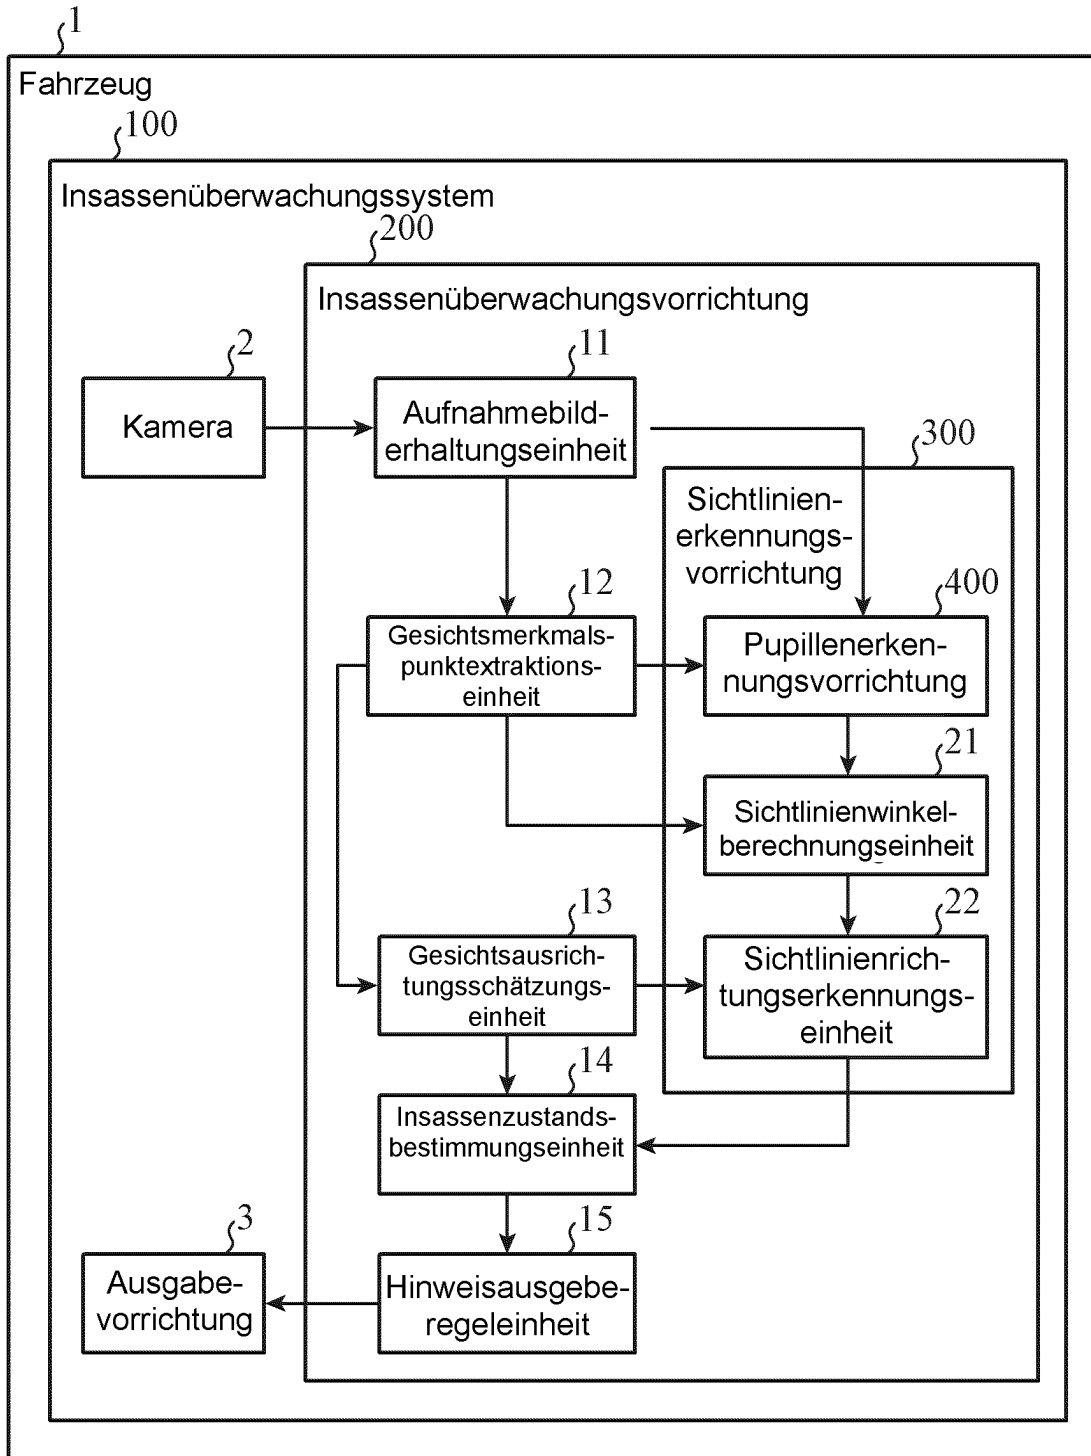 1
Fahrzeug
100
Insassenüberwachungssystem
200
Insassenüberwachungsvorrichtung
2
Kamera
11
Aufnahmebild-
erhaltungseinheit
300
Sichtlinien-
erkennungs-
vorrichtung
12
Gesichtsmerkmals-
punktextraktions-
einheit
400
Pupillenerken-
nungsvorrichtung
21
Sichtlinienwinkel-
berechnungseinheit
13
Gesichtsausrich-
tungsschätzungs-
einheit
22
Sichtlinienrich-
tungserkennungs-
einheit
14
Insassenzustands-
bestimmungseinheit
3
Ausgabe-
vorrichtung
15
Hinweisausgebe-
regeleinheit